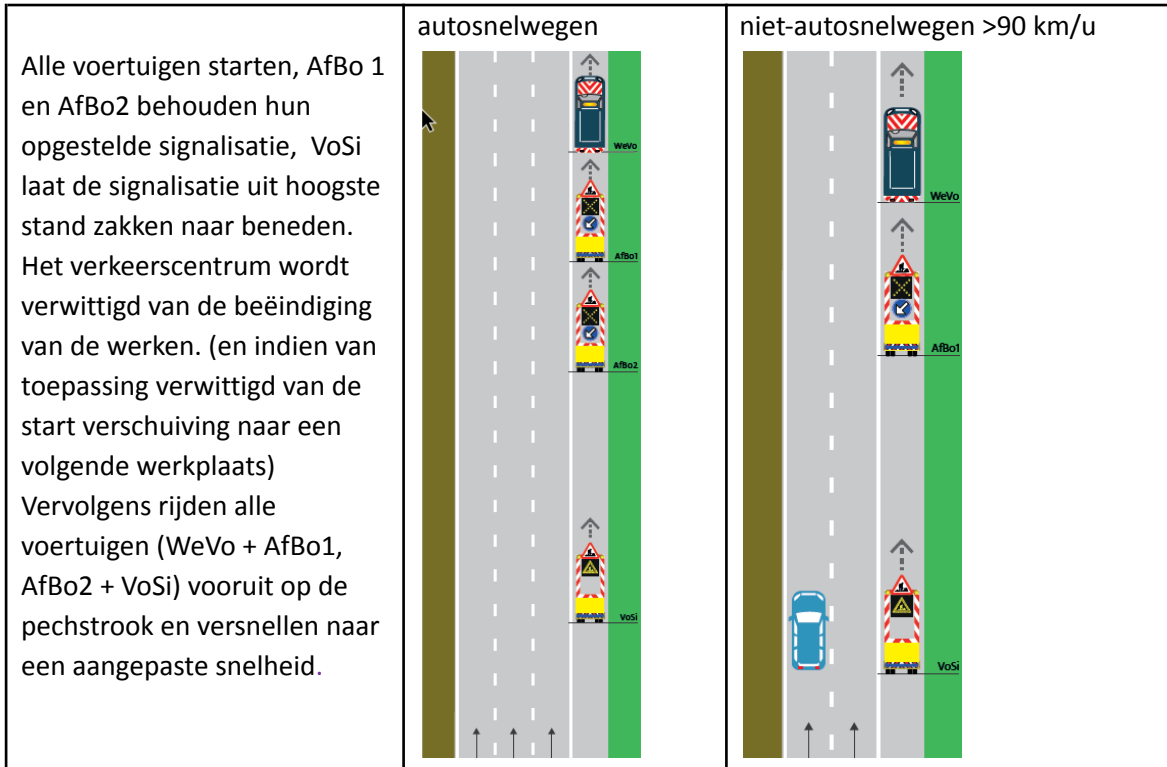 Alle voertuigen starten, AfBo 1
en AfBo2 behouden hun
opgestelde signalisatie,  VoSi
laat de signalisatie uit hoogste
stand zakken naar beneden.
Het verkeerscentrum wordt
verwittigd van de beëindiging
van de werken. (en indien van
toepassing verwittigd van de
start verschuiving naar een
volgende werkplaats)
Vervolgens rijden alle
voertuigen (WeVo + AfBo1,
AfBo2 + VoSi) vooruit op de
pechstrook en versnellen naar
een aangepaste snelheid.
autosnelwegen
WeVo
AfBo1
AfBo2
VoSi
niet-autosnelwegen >90 km/u
WeVo
AfBo1
VoSi